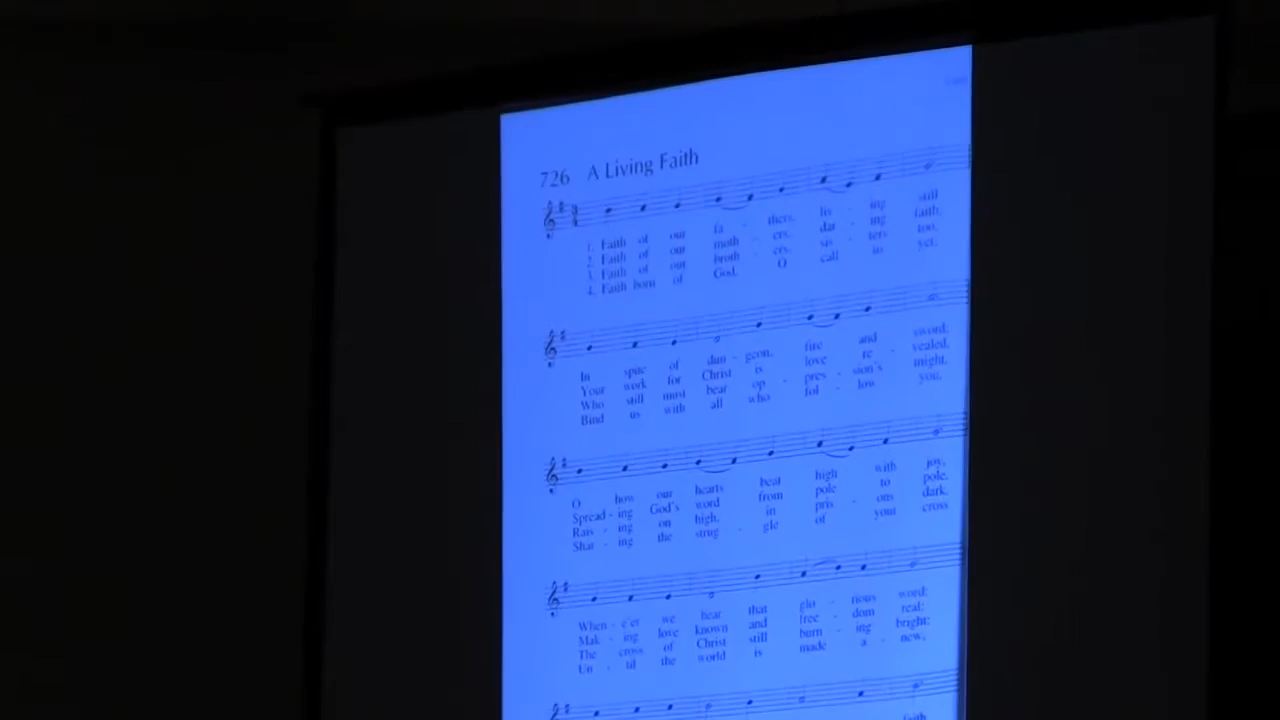 726 A Living Faith
1. Faith of our fa - thers, liv - ing still
2. Faith of our moth - ers, dar - ing faith,
3. Faith of our broth - ers, sis - ters too,
4. Faith born of God, O call us yet;
In spite of dun - geon, fire and sword;
Your work for Christ is love re - vealed,
Who still must bear op - pres - sion's might,
Bind us with all who fol - low you,
O how our hearts beat high with joy,
Spread - ing God's word from pole to pole,
Rais - ing on high, in pris - ons dark,
Shar - ing the strug - gle of your cross
When - e'er we hear that glo - rious word:
Mak - ing love known and free - dom real:
The cross of Christ still burn - ing bright:
Un - til the world is made a - new,
faith